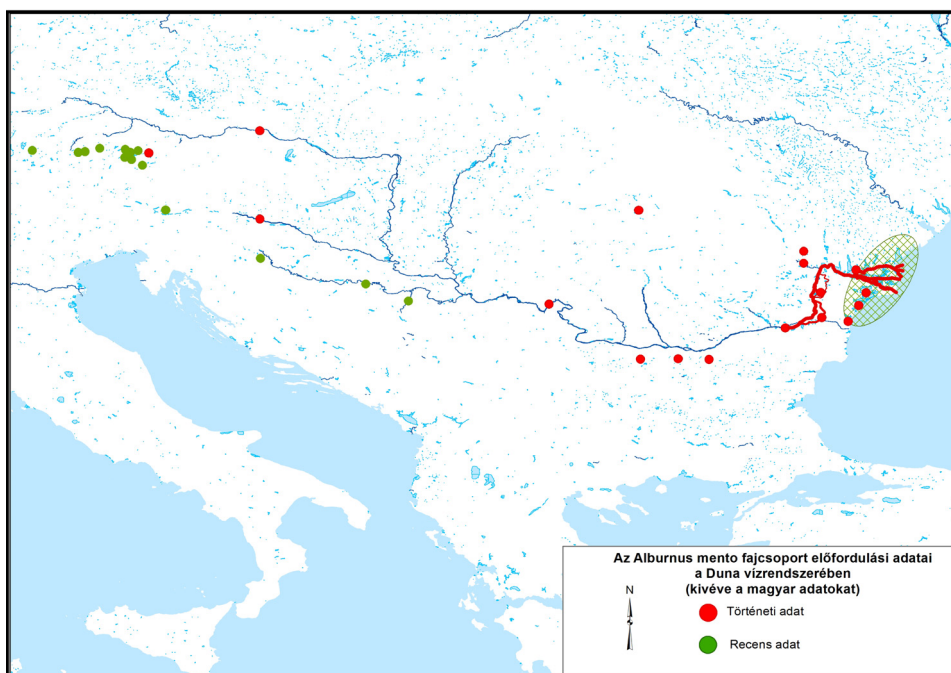 Az Alburnus mento fajcsoport előfordulási adatai
a Duna vízrendszerében
(kivéve a magyar adatokat)
N
Történeti adat
Recens adat